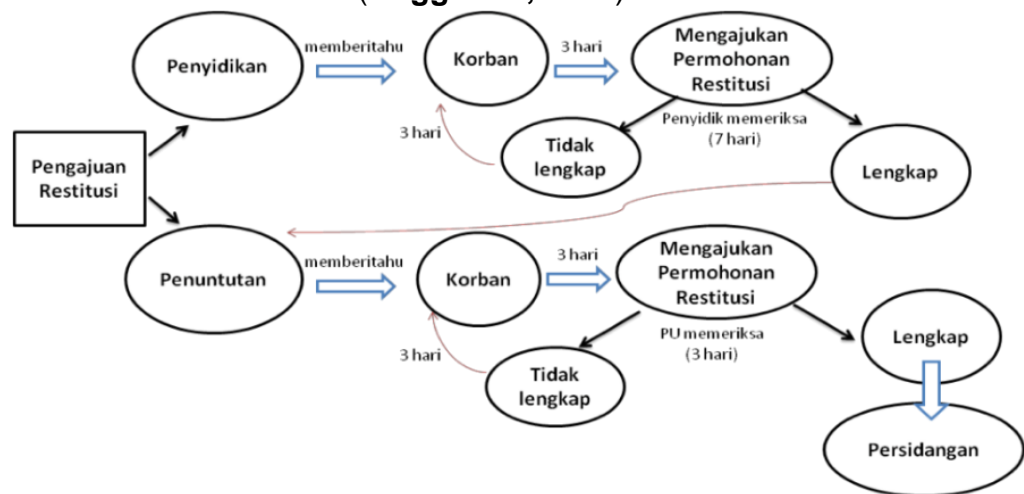 Penyidikan
memberitahu
Korban
3 hari
Mengajukan
Permohonan
Restitusi
Penyidik memeriksa
(7 hari)
3 hari
Tidak
lengkap
Lengkap
Pengajuan
Restitusi
Penuntutan
memberitahu
Korban
3 hari
Mengajukan
Permohonan
Restitusi
PU memeriksa
(3 hari)
3 hari
Tidak
lengkap
Lengkap
Persidangan